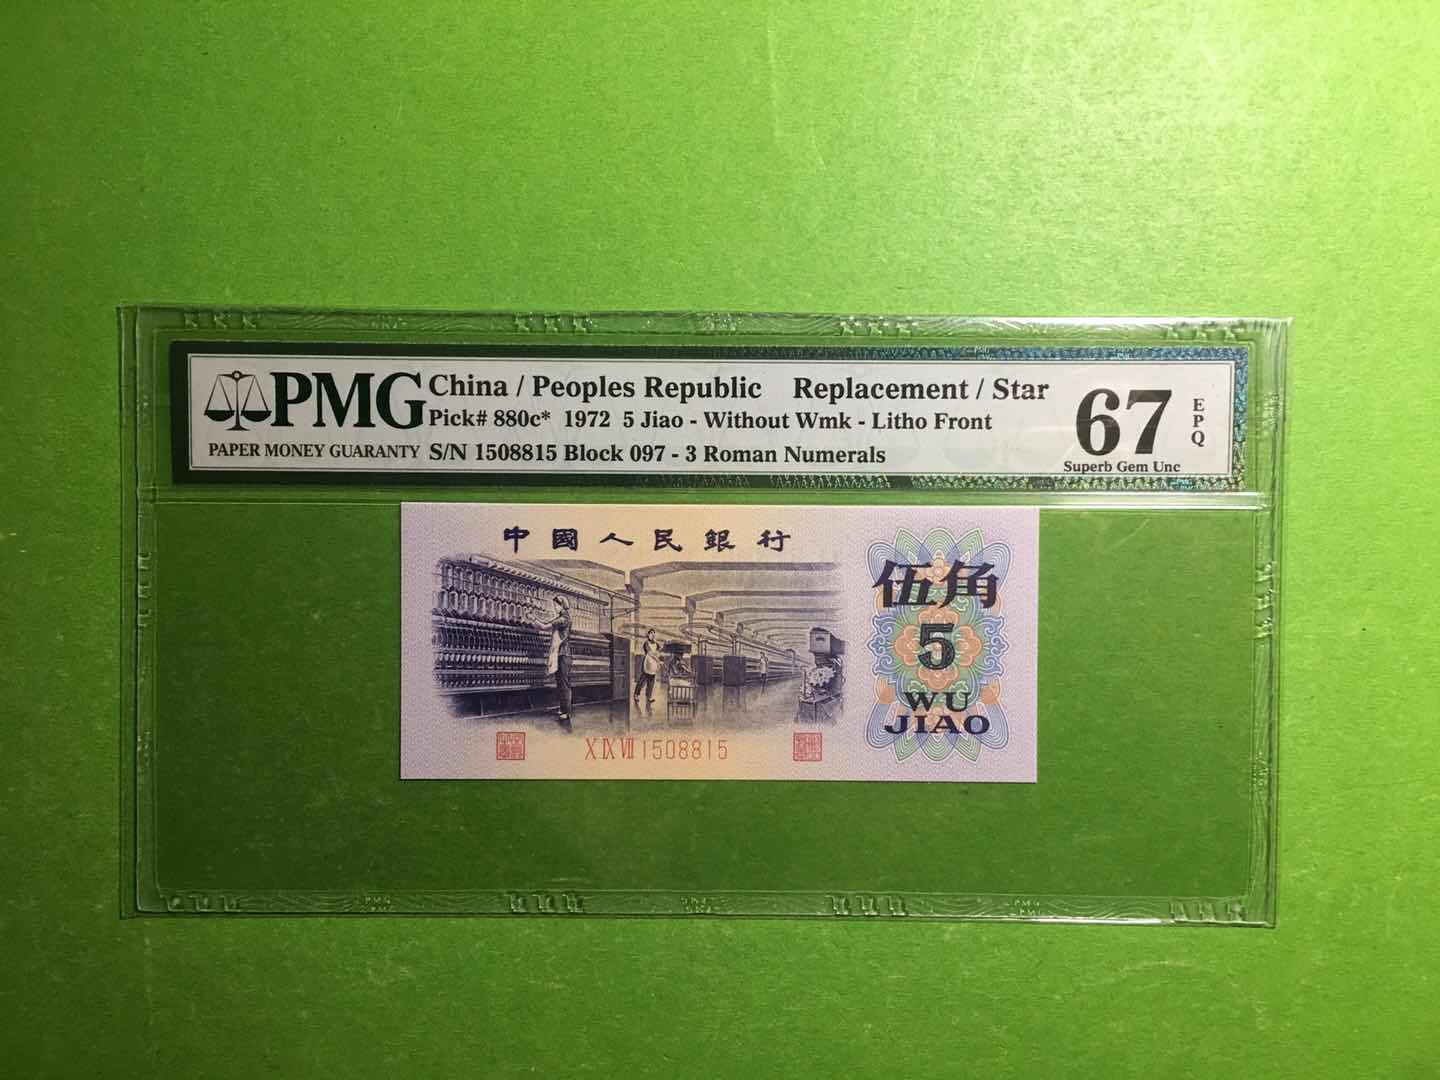 PMG
PAPER MONEY GUARANTY
China / Peoples Republic Replacement / Star
Pick# 880c* 1972 5 Jiao - Without Wmk - Litho Front
S/N 1508815 Block 097 - 3 Roman Numerals
67
EPQ
Superb Gem Unc
中國人民銀行
伍角
5
WU
JIAO
X IX VII 1508815